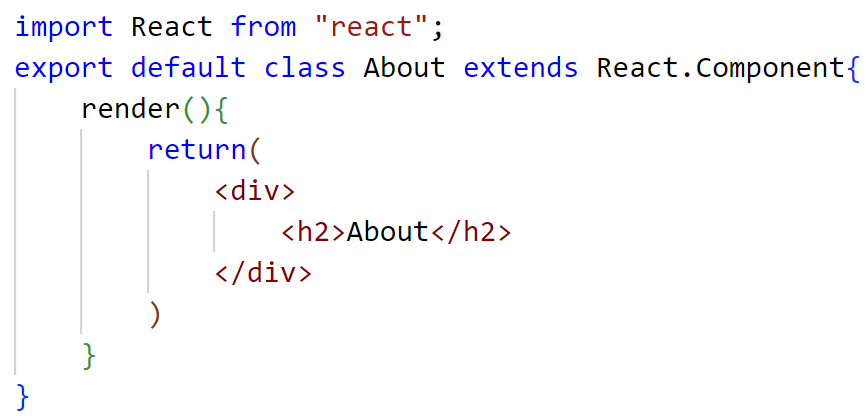 import React from "react";
export default class About extends React.Component{
    render(){
        return(
            <div>
                <h2>About</h2>
            </div>
        )
    }
}